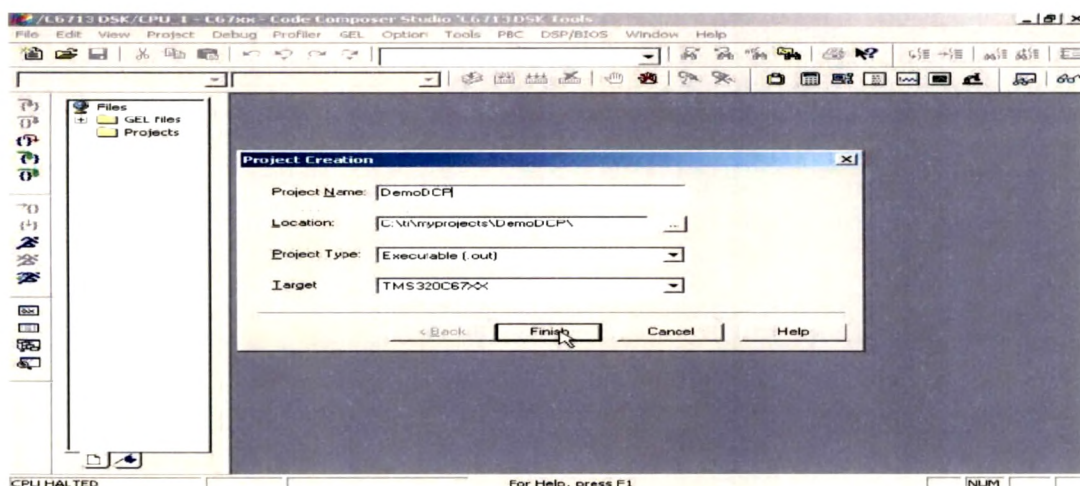 /C6713 DSK/CPU_1 - C67xx - Code Composer Studio 'C6713 DSK Tools
File Edit View Project Debug Profiler GEL Option Tools PBC DSP/BIOS Window Help
Files
GEL files
Projects
Project Creation
Project Name: DemoDCP
Location: C:\ti\myprojects\DemoDCP\
...
Project Type: Executable (.out)
Target TMS320C67XX
< Back Finish Cancel Help
CPU HALTED For Help, press F1 NUM